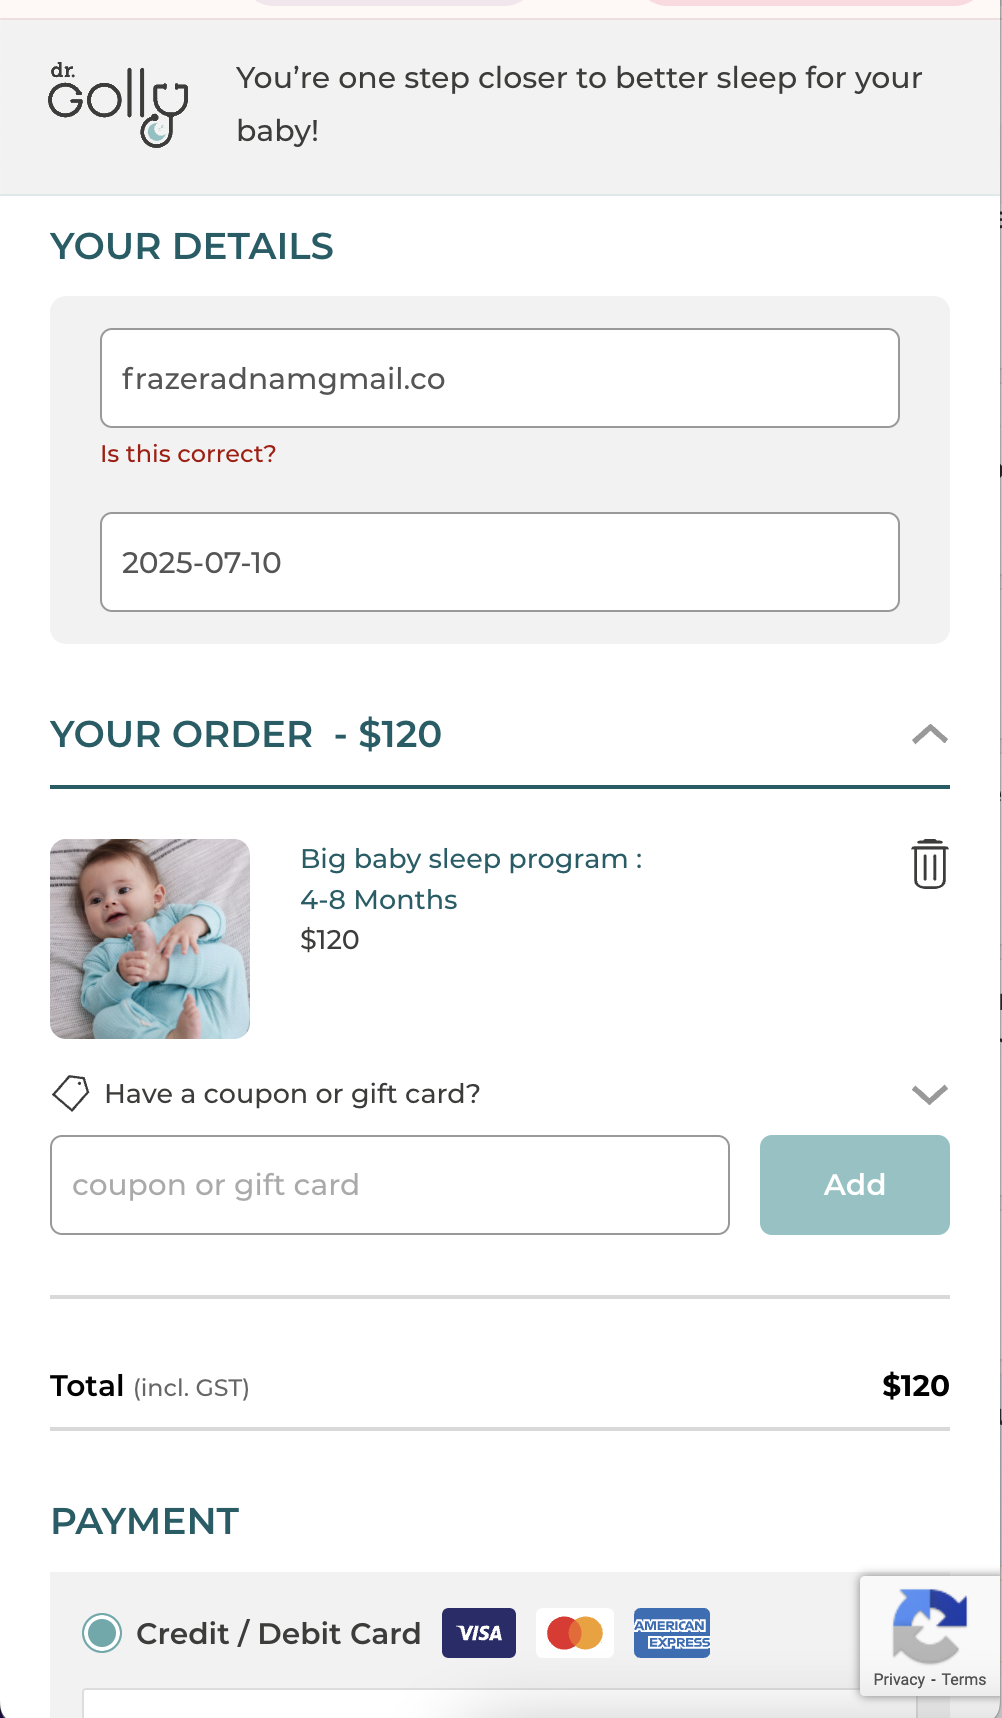 dr.
Golly
You’re one step closer to better sleep for your
baby!
YOUR DETAILS
frazeradnamgmail.co
Is this correct?
2025-07-10
YOUR ORDER - $120
Big baby sleep program :
4-8 Months
$120
Have a coupon or gift card?
coupon or gift card
Add
Total (incl. GST)
$120
PAYMENT
Credit / Debit Card
VISA
AMERICAN
EXPRESS
Privacy - Terms